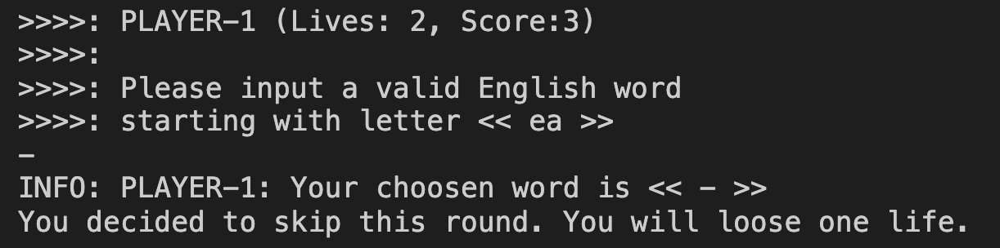 >>>>: PLAYER-1 (Lives: 2, Score:3)
>>>>:
>>>>: Please input a valid English word
>>>>: starting with letter << ea >>
-
INFO: PLAYER-1: Your choosen word is << - >>
You decided to skip this round. You will loose one life.